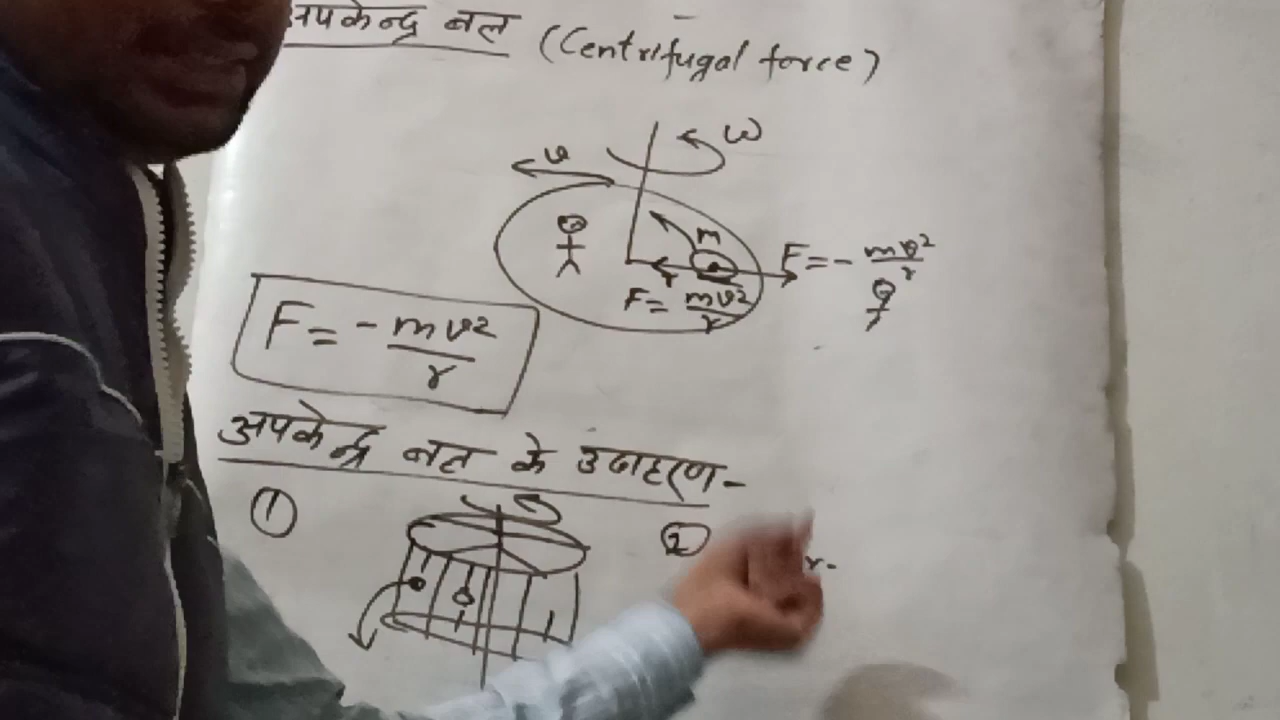 अपकेन्द्र बल (Centrifugal force)
ω
v
m
F = - mv²/r
F = mv²/r
F = - mv²/r
अपकेन्द्र बल के उदाहरण-
① ②
r.